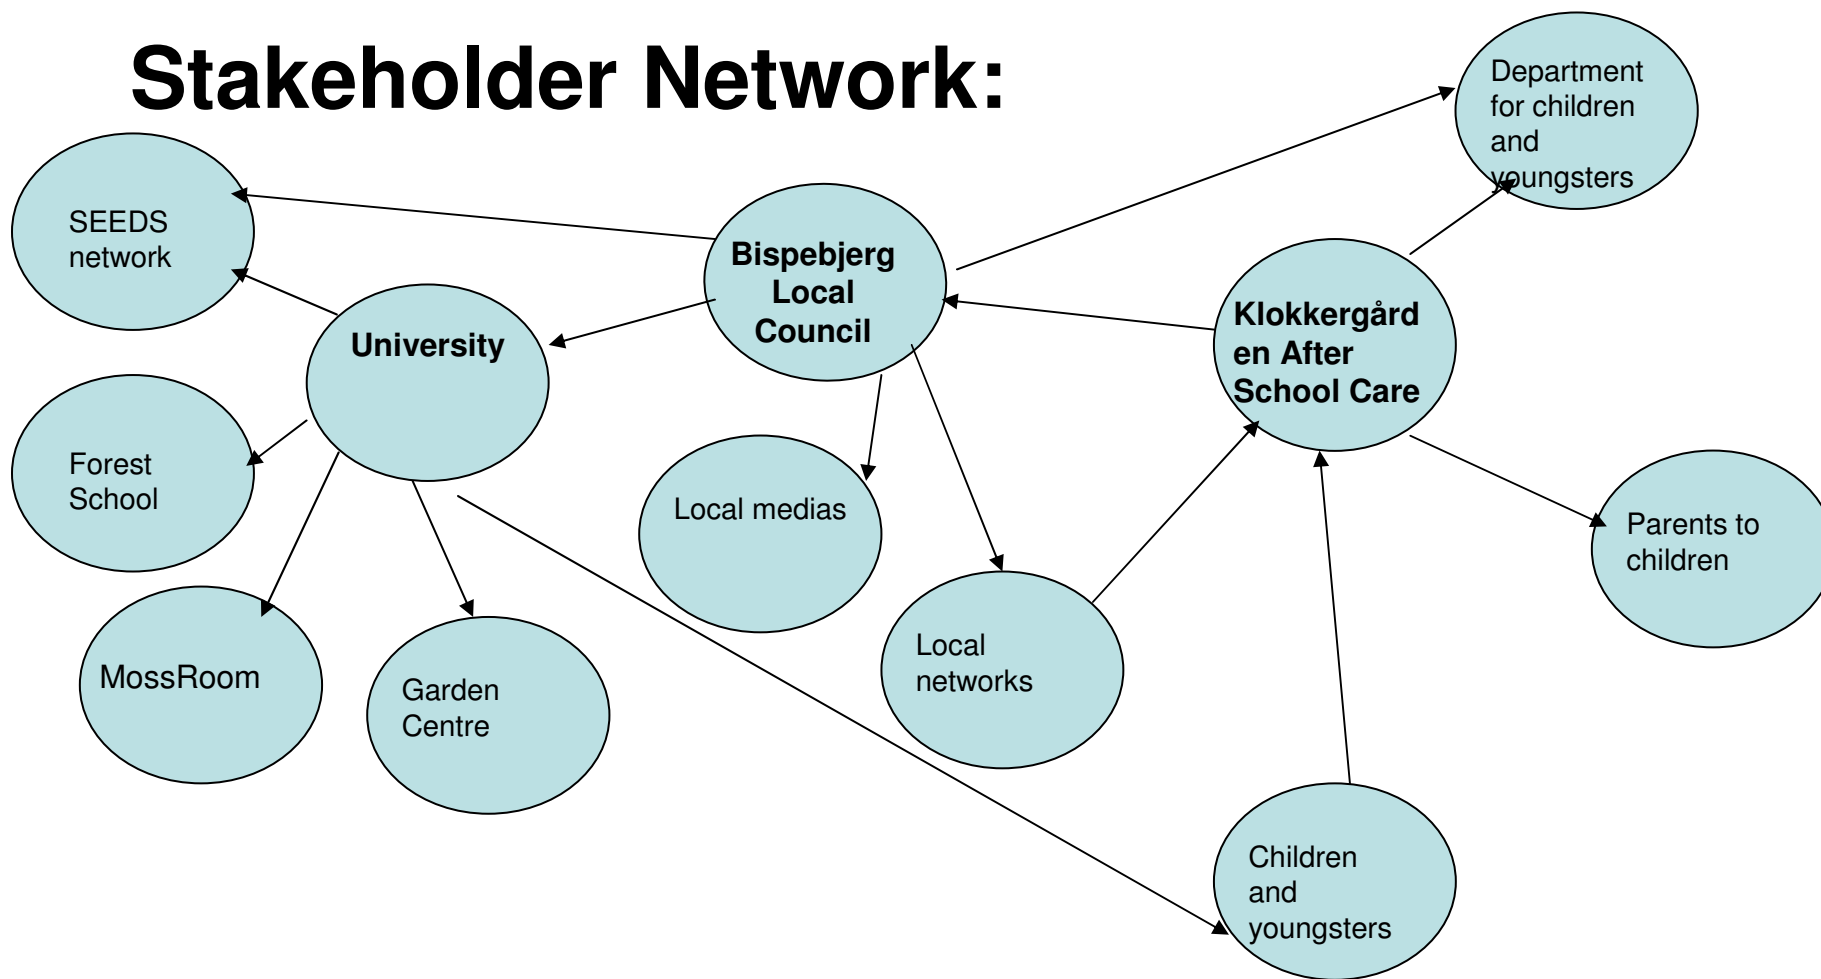 Stakeholder Network:
Department
for children
and
youngsters
SEEDS
network
Bispebjerg
Local
Council
University
Klokkergård
en After
School Care
Forest
School
Local medias
Parents to
children
MossRoom
Garden
Centre
Local
networks
Children
and
youngsters